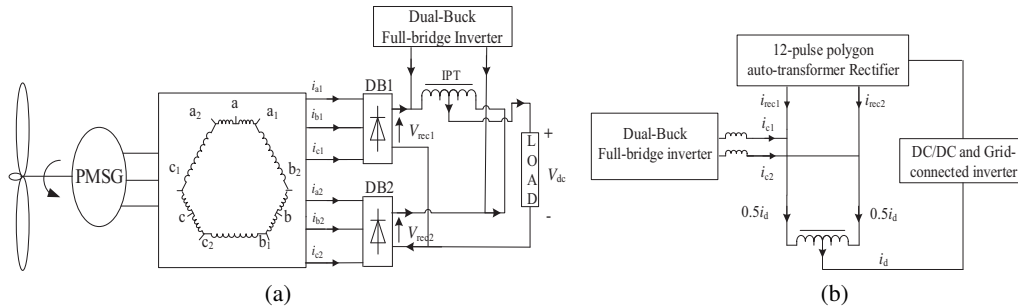 Dual-Buck
Full-bridge Inverter
a
a2
a1
c1
b2
c
b
c2
b1
PMSG
ia1
ib1
ic1
ia2
ib2
ic2
DB1
DB2
IPT
Vrec1
Vrec2
L
O
A
D
+
Vdc
-
(a)
12-pulse polygon
auto-transformer Rectifier
irec1
irec2
Dual-Buck
Full-bridge inverter
ic1
ic2
DC/DC and Grid-
connected inverter
0.5id
0.5id
id
(b)